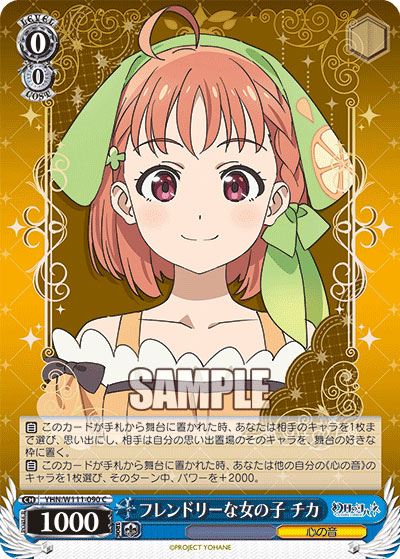 LEVEL
0
0
COST
SAMPLE
自 このカードが手札から舞台に置かれた時、あなたは相手のキャラを1枚まで選び、思い出にし、相手は自分の思い出置場のそのキャラを、舞台の好きな枠に置く。
自 このカードが手札から舞台に置かれた時、あなたは他の自分の《心の音》のキャラを1枚選び、そのターン中、パワーを+2000。
CH YHN/W111-090 C
1000
フレンドリーな女の子 チカ
心の音
©PROJECT YOHANE